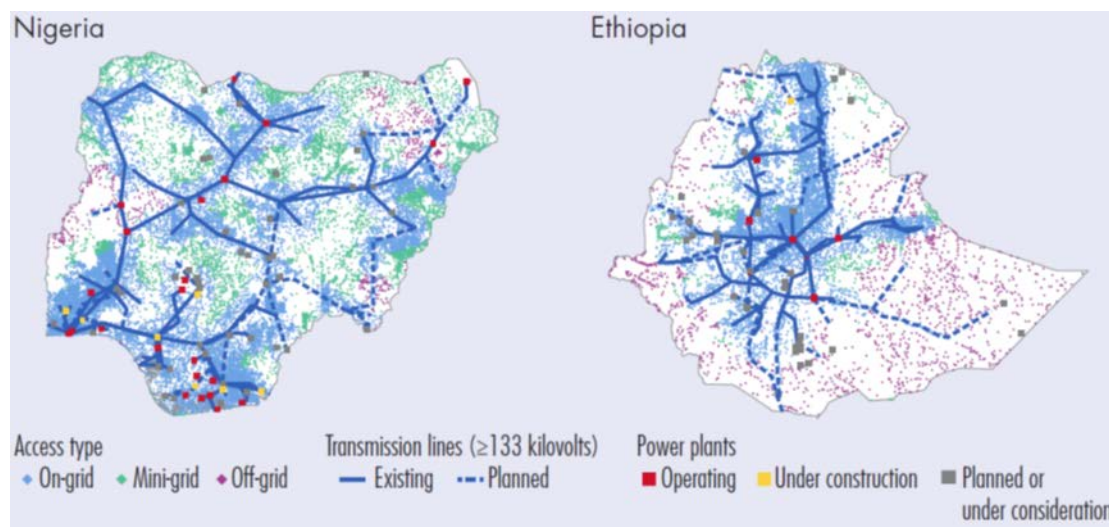 Nigeria
Ethiopia
Access type
On-grid Mini-grid Off-grid
Transmission lines (≥133 kilovolts)
Existing Planned
Power plants
Operating Under construction Planned or
under consideration